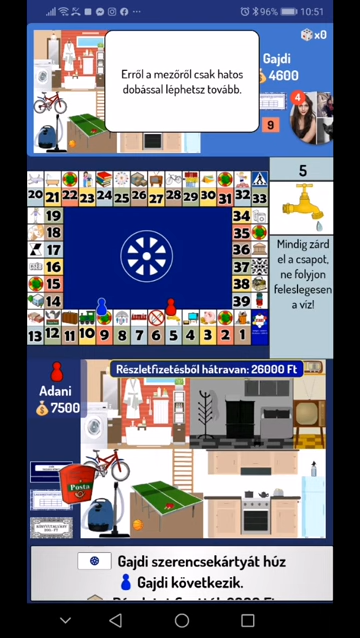 96% 10:51
x0
Erről a mezőről csak hatos
dobással léphetsz tovább.
Gajdi
4600
4
9
5
20 21 22 23 24 25 26 27 28 29 30 31 32 33
19 34
18 35
17 36
16 37
15 38
14 39
13 12 11 10 9 8 7 6 5 4 3 2 1
Mindig zárd
el a csapot,
ne folyjon
feleslegesen
a víz!
Részletfizetésből hátravan: 26000 Ft
Adani
7500
Posta
Gajdi szerencsekártyát húz
Gajdi következik.